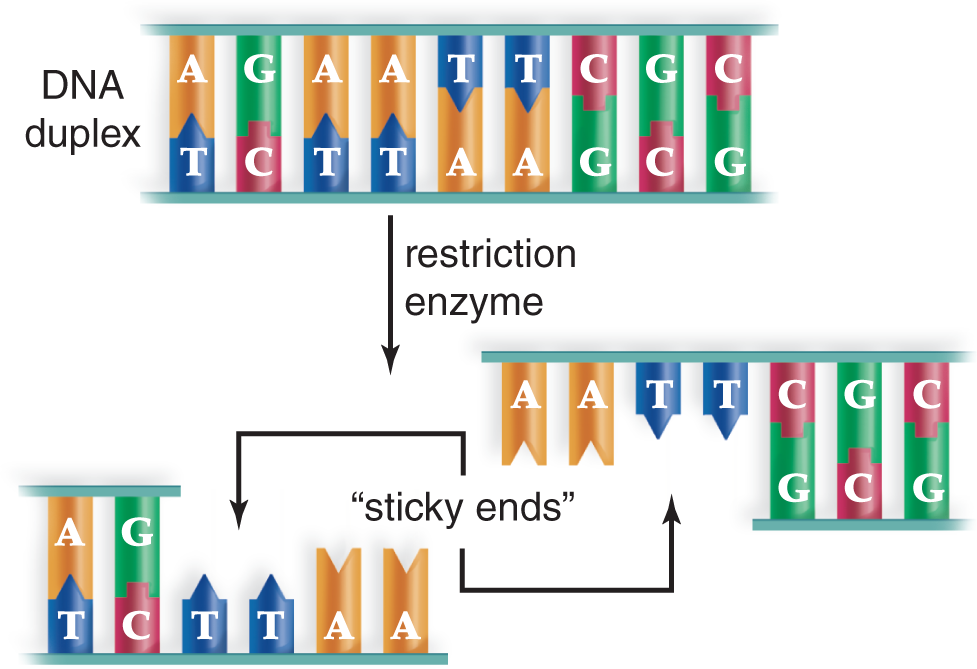 DNA
duplex
A G A A T T C G C
T C T T A A G C G
restriction
enzyme
A A T T C G C
G C G
“sticky ends”
A G
T C T T A A